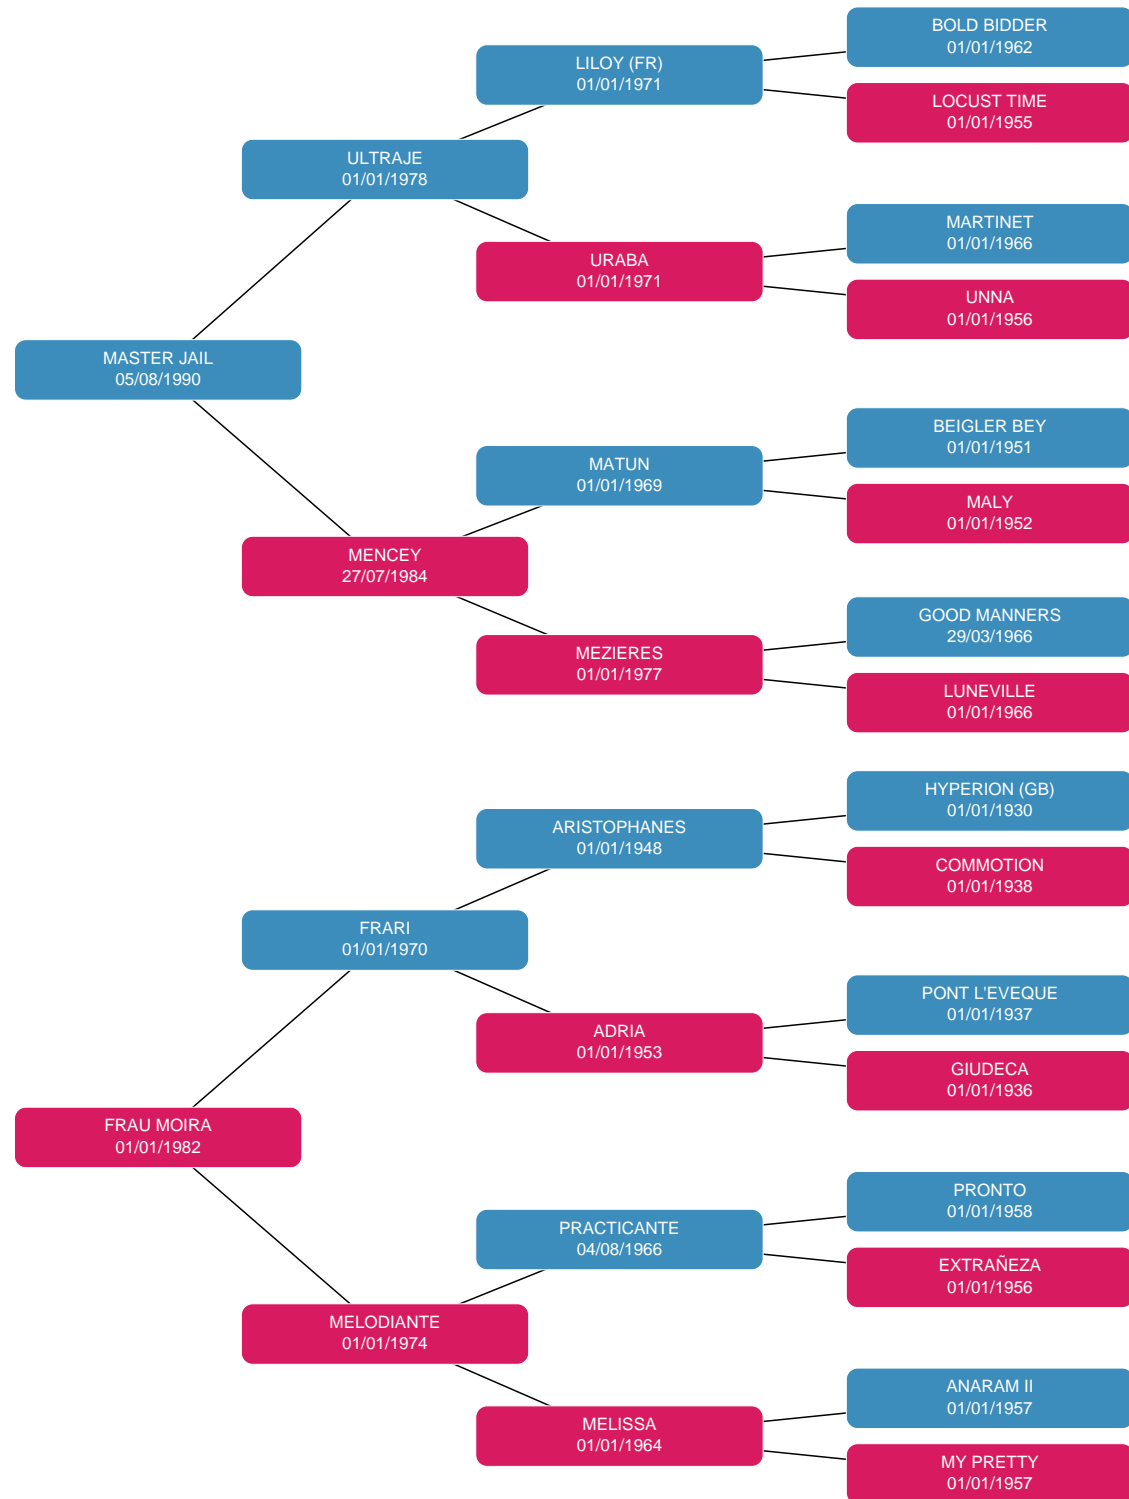 BOLD BIDDER
01/01/1962
LILOY (FR)
01/01/1971
LOCUST TIME
01/01/1955
ULTRAJE
01/01/1978
MARTINET
01/01/1966
URABA
01/01/1971
UNNA
01/01/1956
MASTER JAIL
05/08/1990
BEIGLER BEY
01/01/1951
MATUN
01/01/1969
MALY
01/01/1952
MENCEY
27/07/1984
GOOD MANNERS
29/03/1966
MEZIERES
01/01/1977
LUNEVILLE
01/01/1966
HYPERION (GB)
01/01/1930
ARISTOPHANES
01/01/1948
COMMOTION
01/01/1938
FRARI
01/01/1970
PONT L'EVEQUE
01/01/1937
ADRIA
01/01/1953
GIUDECA
01/01/1936
FRAU MOIRA
01/01/1982
PRONTO
01/01/1958
PRACTICANTE
04/08/1966
EXTRAÑEZA
01/01/1956
MELODIANTE
01/01/1974
ANARAM II
01/01/1957
MELISSA
01/01/1964
MY PRETTY
01/01/1957